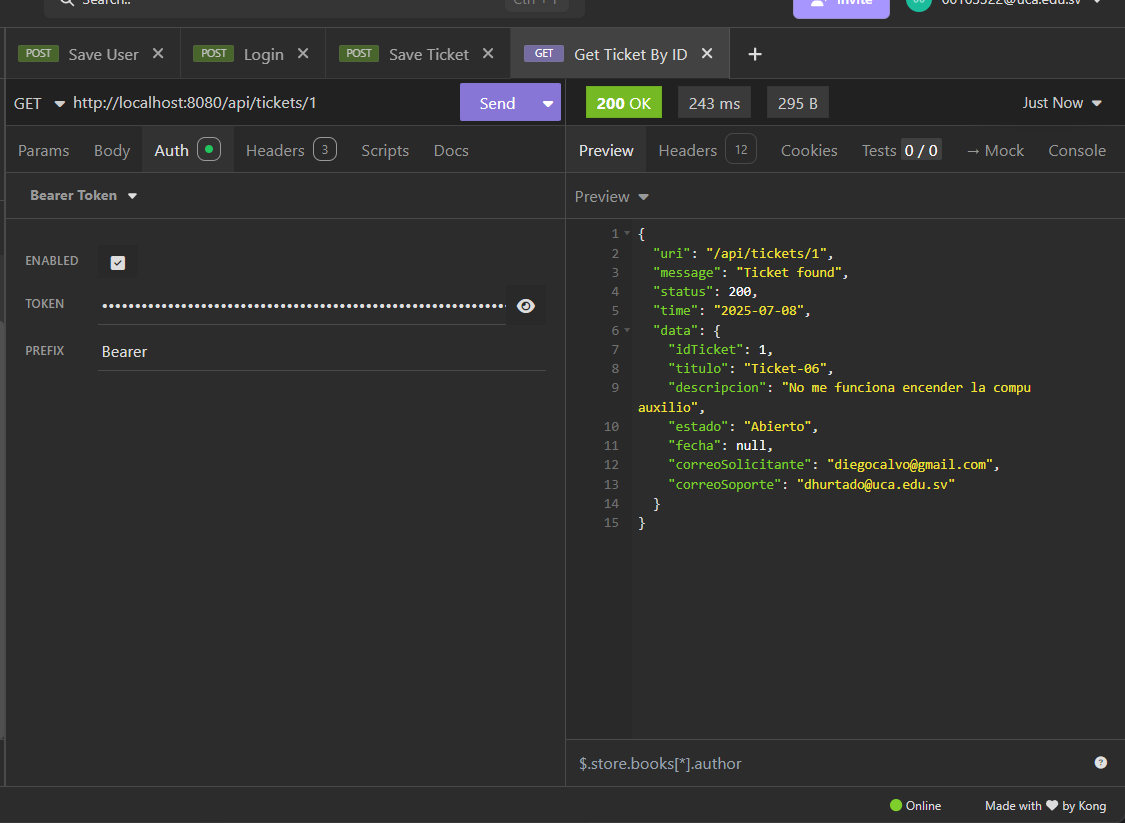 Search..
Ctrl + P
Invite
00105522@uca.edu.sv
POST Save User
POST Login
POST Save Ticket
GET Get Ticket By ID
GET http://localhost:8080/api/tickets/1
Send
200 OK
243 ms
295 B
Just Now
Params
Body
Auth
Headers 3
Scripts
Docs
Preview
Headers 12
Cookies
Tests 0 / 0
→ Mock
Console
Bearer Token
Preview
ENABLED
TOKEN ••••••••••••••••••••••••••••••••••••••••••••••••••••••••••
PREFIX Bearer
1 {
2 "uri": "/api/tickets/1",
3 "message": "Ticket found",
4 "status": 200,
5 "time": "2025-07-08",
6 "data": {
7 "idTicket": 1,
8 "titulo": "Ticket-06",
9 "descripcion": "No me funciona encender la compu
auxilio",
10 "estado": "Abierto",
11 "fecha": null,
12 "correoSolicitante": "diegocalvo@gmail.com",
13 "correoSoporte": "dhurtado@uca.edu.sv"
14 }
15 }
$.store.books[*].author
Online
Made with ❤ by Kong